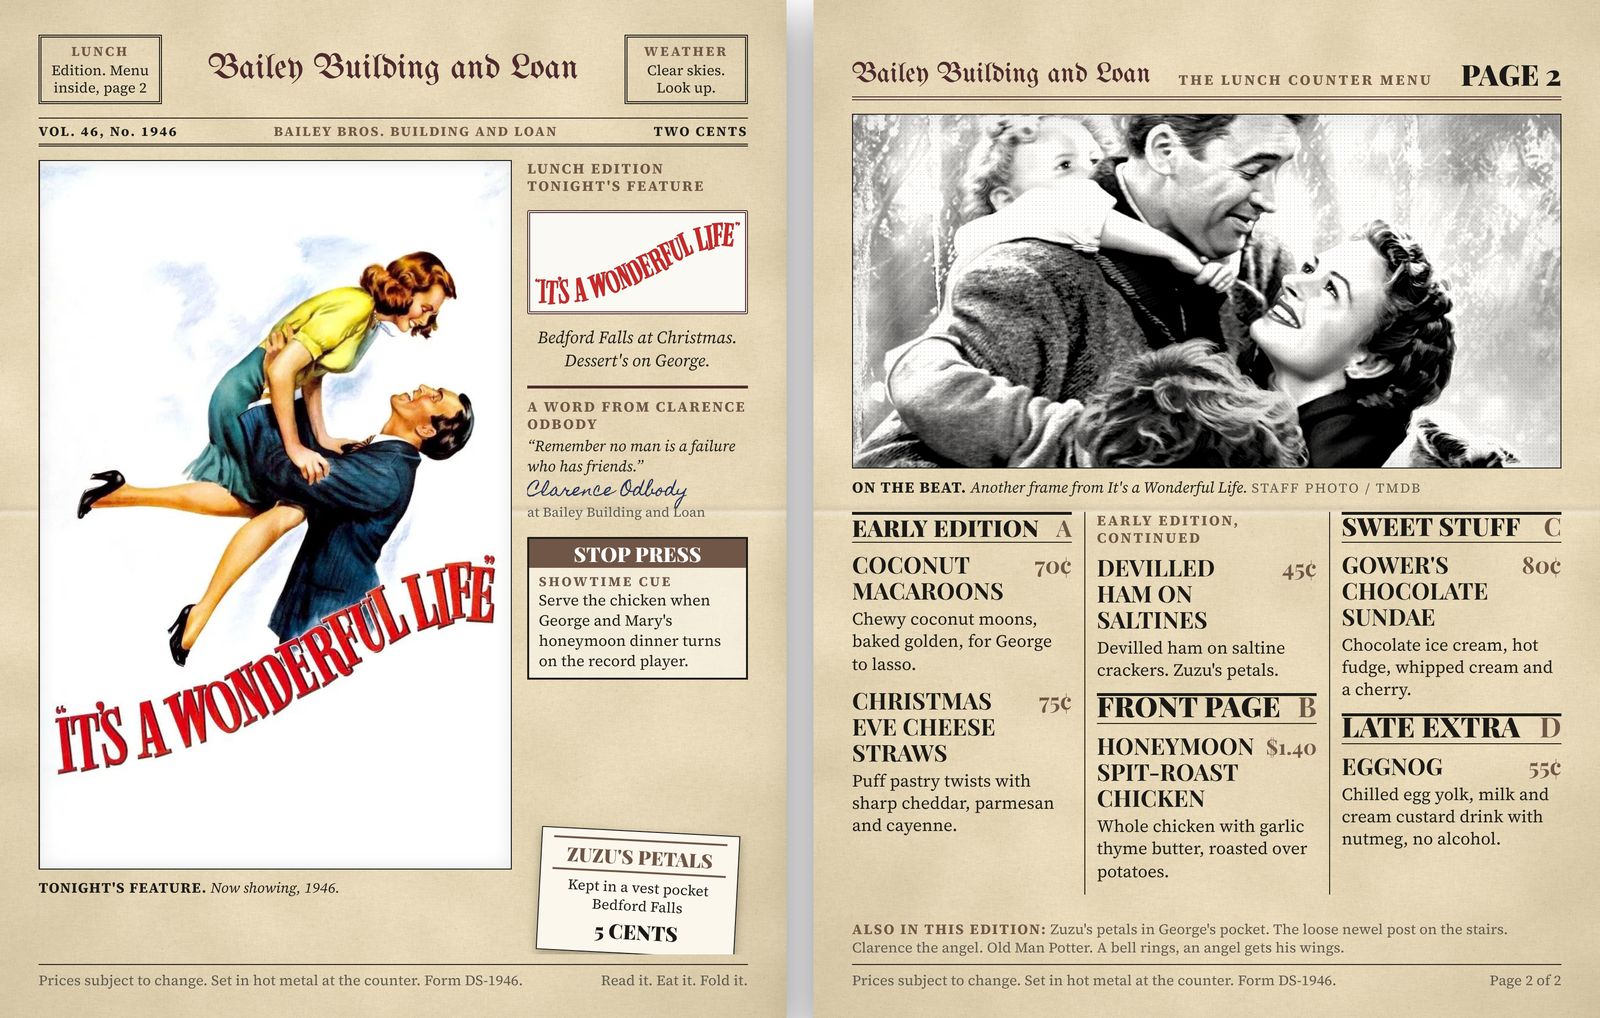 LUNCH
Edition. Menu
inside, page 2
Bailey Building and Loan
WEATHER
Clear skies.
Look up.
VOL. 46, No. 1946
BAILEY BROS. BUILDING AND LOAN
TWO CENTS
"IT'S A WONDERFUL LIFE"
TONIGHT'S FEATURE. Now showing, 1946.
LUNCH EDITION
TONIGHT'S FEATURE
"IT'S A WONDERFUL LIFE"
Bedford Falls at Christmas.
Dessert's on George.
A WORD FROM CLARENCE
ODBODY
“Remember no man is a failure
who has friends.”
Clarence Odbody
at Bailey Building and Loan
STOP PRESS
SHOWTIME CUE
Serve the chicken when
George and Mary's
honeymoon dinner turns
on the record player.
ZUZU'S PETALS
Kept in a vest pocket
Bedford Falls
5 CENTS
Prices subject to change. Set in hot metal at the counter. Form DS-1946.
Read it. Eat it. Fold it.
Bailey Building and Loan
THE LUNCH COUNTER MENU
PAGE 2
ON THE BEAT. Another frame from It's a Wonderful Life. STAFF PHOTO / TMDB
EARLY EDITION A
COCONUT 70¢
MACAROONS
Chewy coconut moons,
baked golden, for George
to lasso.
CHRISTMAS 75¢
EVE CHEESE
STRAWS
Puff pastry twists with
sharp cheddar, parmesan
and cayenne.
EARLY EDITION,
CONTINUED
DEVILLED 45¢
HAM ON
SALTINES
Devilled ham on saltine
crackers. Zuzu's petals.
FRONT PAGE B
HONEYMOON $1.40
SPIT-ROAST
CHICKEN
Whole chicken with garlic
thyme butter, roasted over
potatoes.
SWEET STUFF C
GOWER'S 80¢
CHOCOLATE
SUNDAE
Chocolate ice cream, hot
fudge, whipped cream and
a cherry.
LATE EXTRA D
EGGNOG 55¢
Chilled egg yolk, milk and
cream custard drink with
nutmeg, no alcohol.
ALSO IN THIS EDITION: Zuzu's petals in George's pocket. The loose newel post on the stairs.
Clarence the angel. Old Man Potter. A bell rings, an angel gets his wings.
Prices subject to change. Set in hot metal at the counter. Form DS-1946.
Page 2 of 2